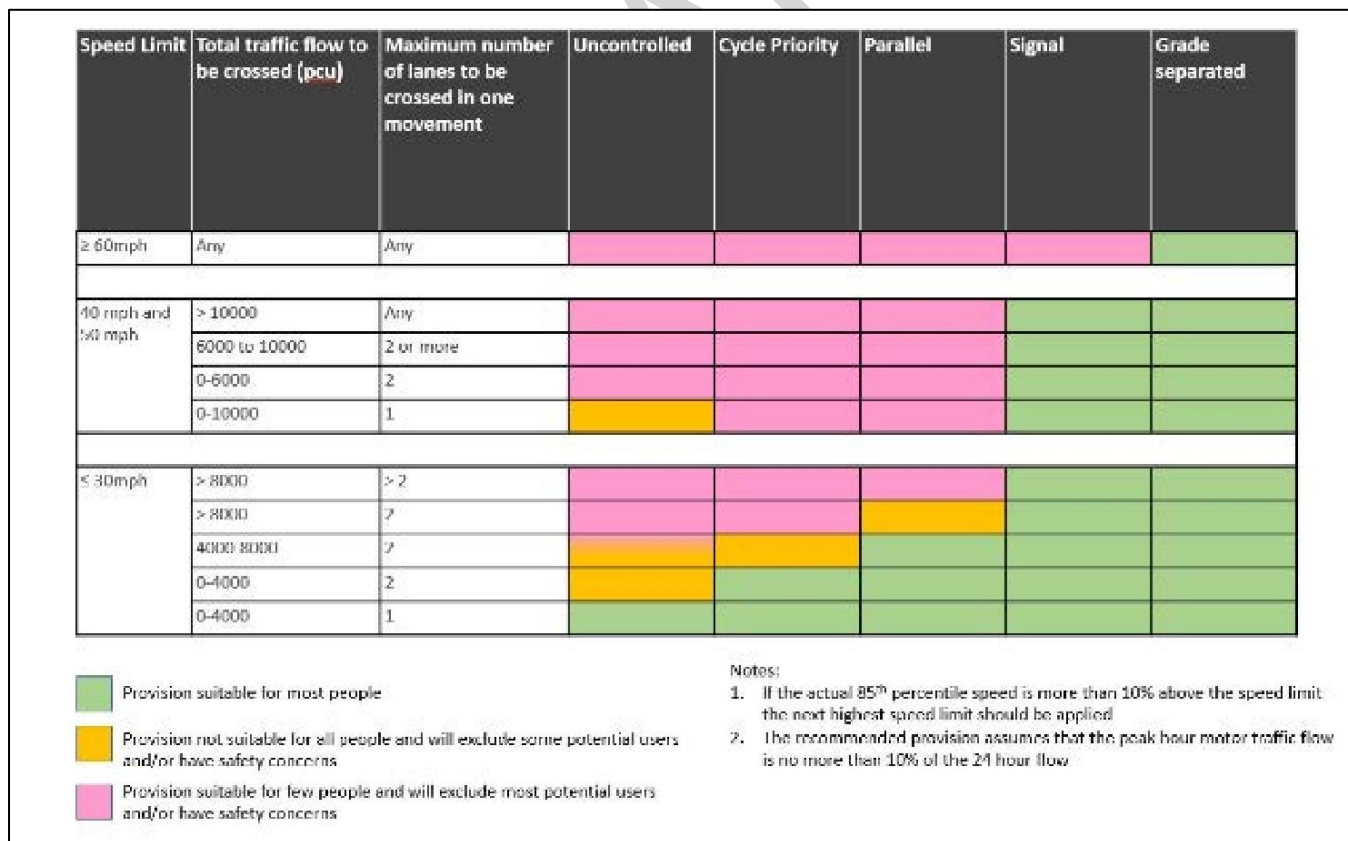 Speed Limit Total traffic flow to be crossed (pcu) Maximum number of lanes to be crossed in one movement Uncontrolled Cycle Priority Parallel Signal Grade separated
≥ 60mph Any Any
40 mph and 50 mph > 10000 Any
6000 to 10000 2 or more
0-6000 2
0-10000 1
≤ 30mph > 8000 > 2
> 8000 2
4000-8000 2
0-4000 2
0-4000 1
Provision suitable for most people
Provision not suitable for all people and will exclude some potential users
and/or have safety concerns
Provision suitable for few people and will exclude most potential users
and/or have safety concerns
Notes:
1. If the actual 85th percentile speed is more than 10% above the speed limit
the next highest speed limit should be applied
2. The recommended provision assumes that the peak hour motor traffic flow
is no more than 10% of the 24 hour flow